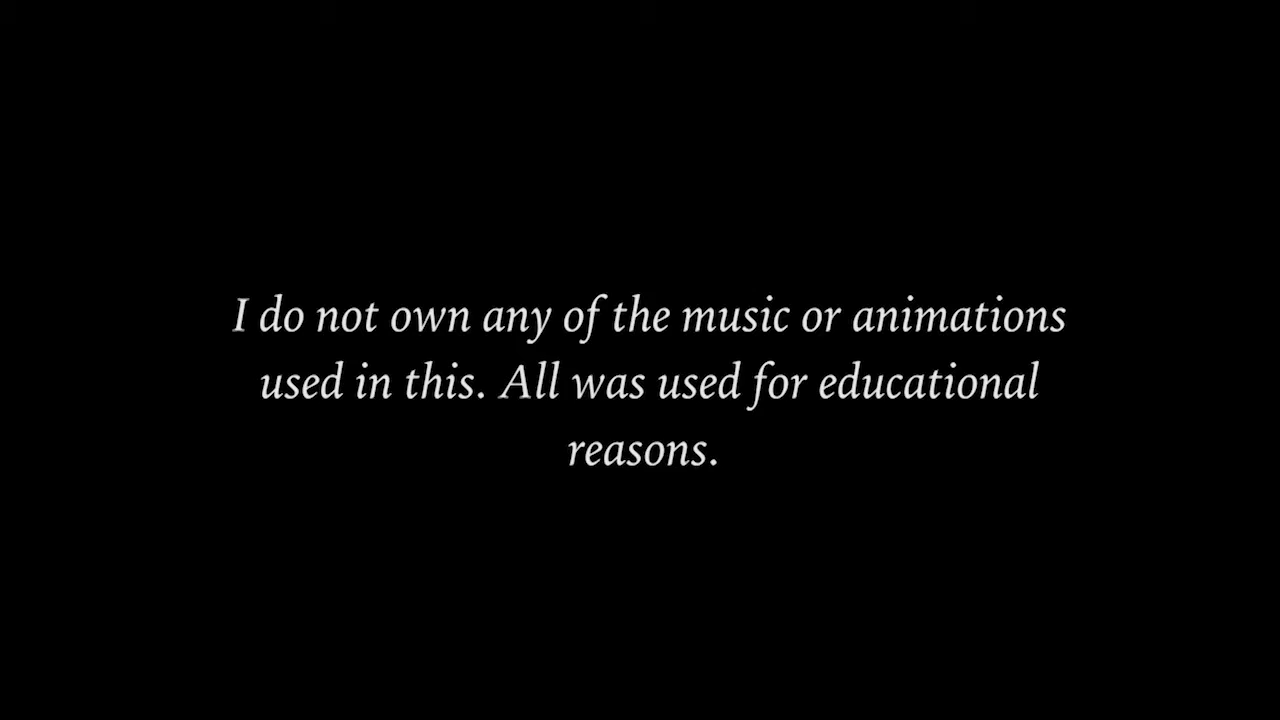 I do not own any of the music or animations
used in this. All was used for educational
reasons.